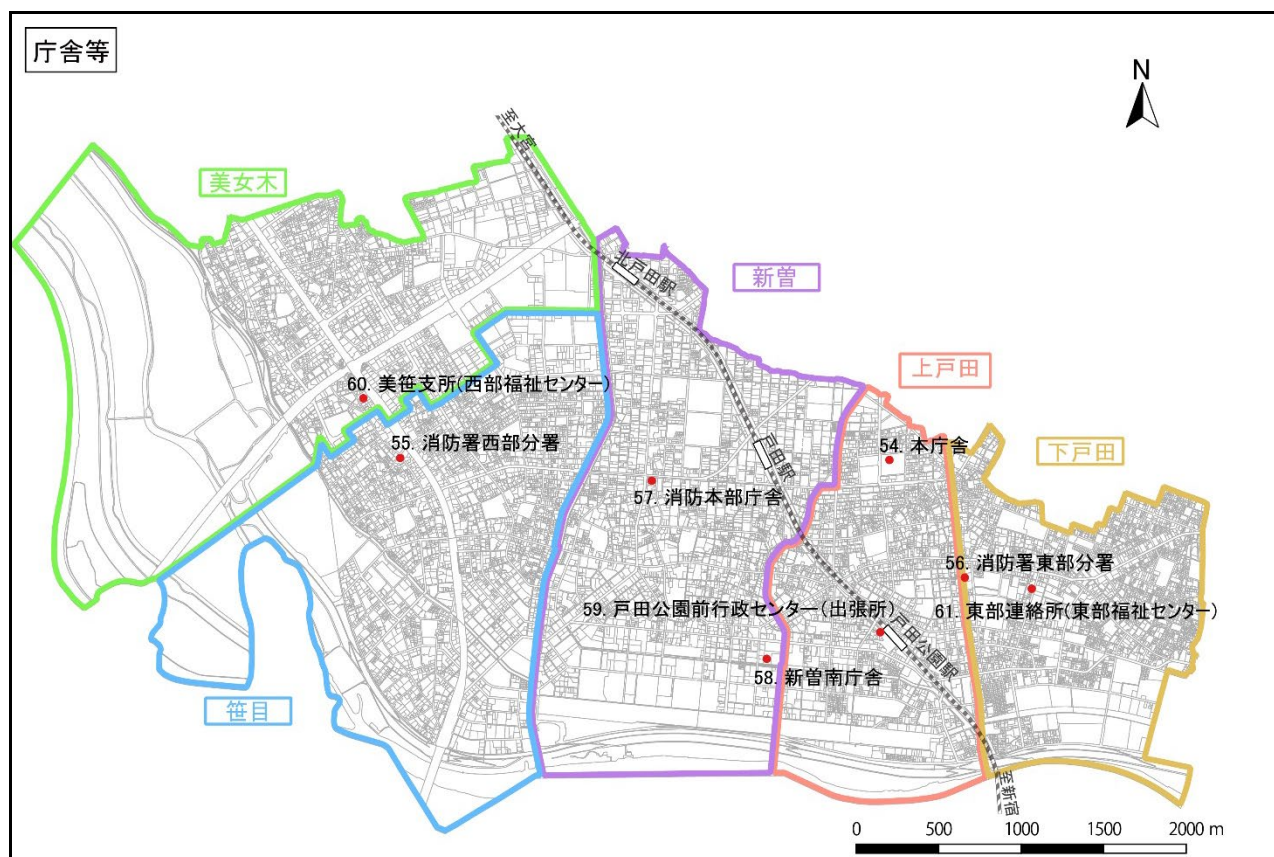 庁舎等
N
至大宮
美女木
北戸田駅
新曽
上戸田
60. 美笹支所(西部福祉センター)
55. 消防署西部分署
戸田駅
54. 本庁舎
下戸田
57. 消防本部庁舎
56. 消防署東部分署
59. 戸田公園前行政センター(出張所)
61. 東部連絡所(東部福祉センター)
戸田公園駅
58. 新曽南庁舎
笹目
至新宿
0 500 1000 1500 2000 m